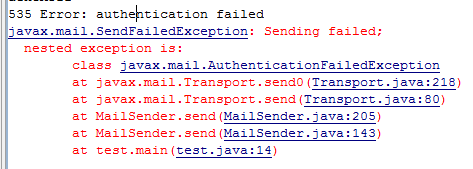 535 Error: authentication failed
javax.mail.SendFailedException: Sending failed;
nested exception is:
class javax.mail.AuthenticationFailedException
at javax.mail.Transport.send0(Transport.java:218)
at javax.mail.Transport.send(Transport.java:80)
at MailSender.send(MailSender.java:205)
at MailSender.send(MailSender.java:143)
at test.main(test.java:14)